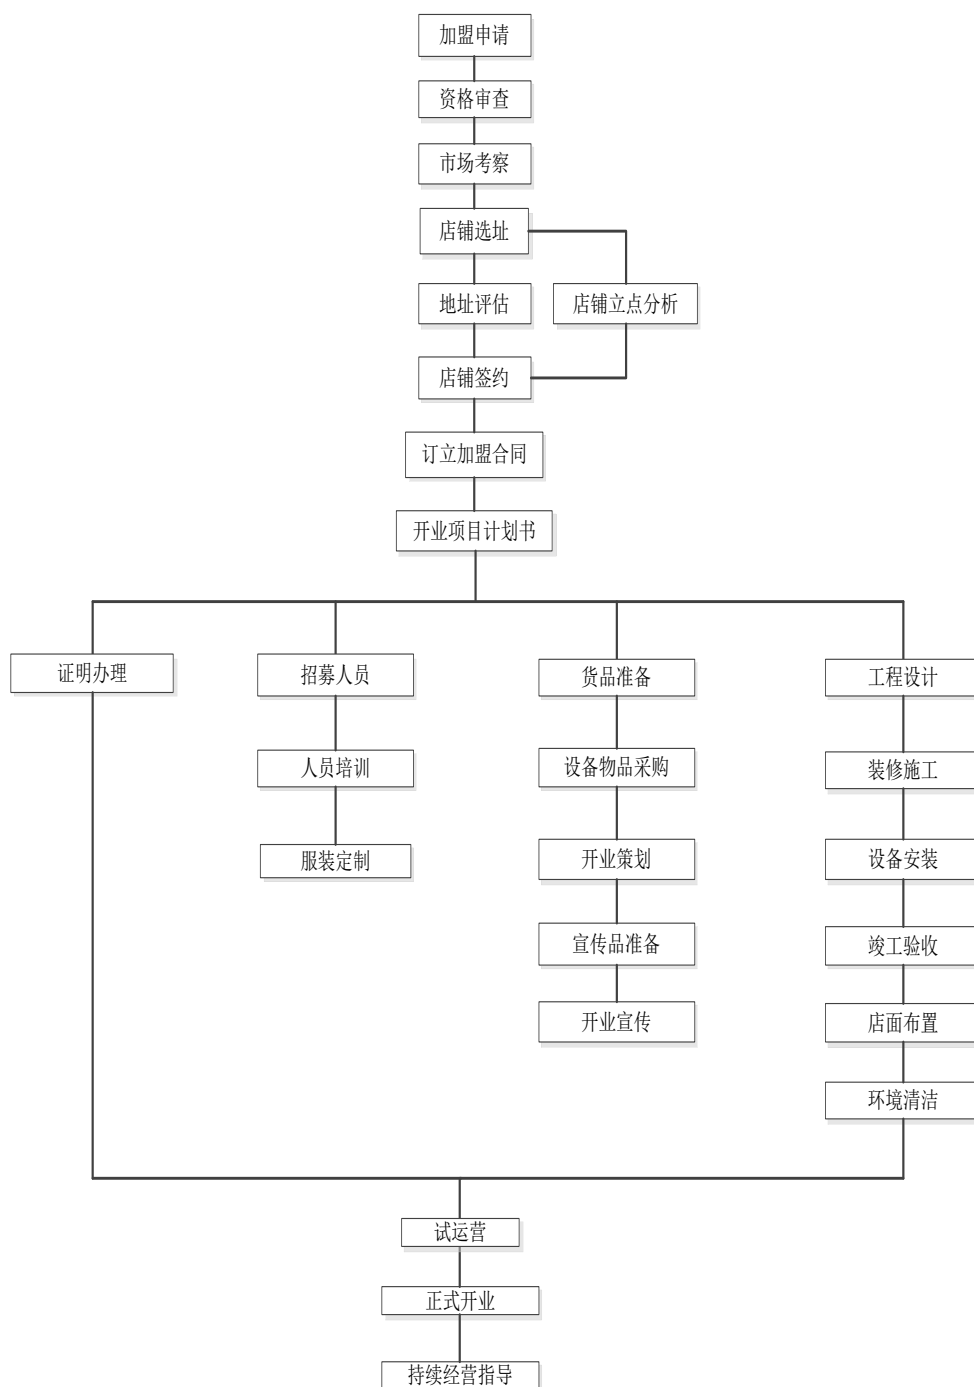 加盟申请
资格审查
市场考察
店铺选址
地址评估
店铺立点分析
店铺签约
订立加盟合同
开业项目计划书
证明办理
招募人员
货品准备
工程设计
人员培训
设备物品采购
装修施工
服装定制
开业策划
设备安装
宣传品准备
竣工验收
开业宣传
店面布置
环境清洁
试运营
正式开业
持续经营指导